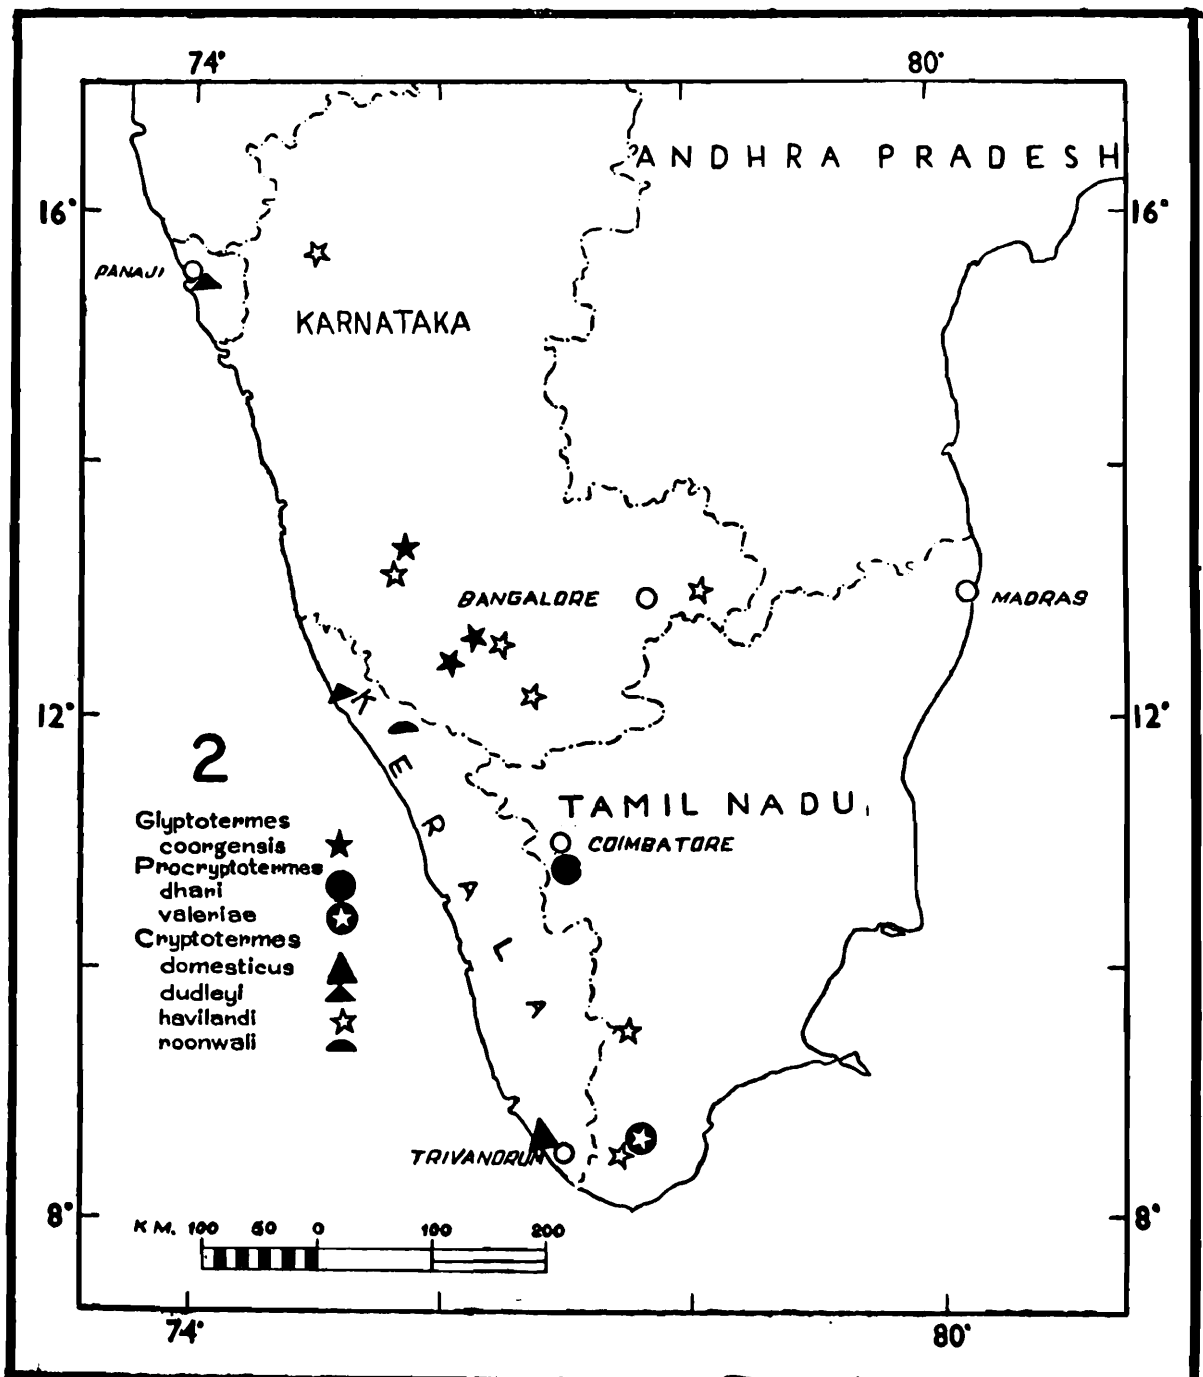 74° 80°
ANDHRA PRADESH
16° 16°
PANAJI
KARNATAKA
BANGALORE
MADRAS
12° 12°
KERALA
2
TAMIL NADU
Glyptotermes
coorgensis
COIMBATORE
Procryptotermes
dhari
valeriae
Cryptotermes
domesticus
dudleyi
havilandi
roonwali
TRIVANDRUM
8° 8°
KM. 100 50 0 100 200
74° 80°